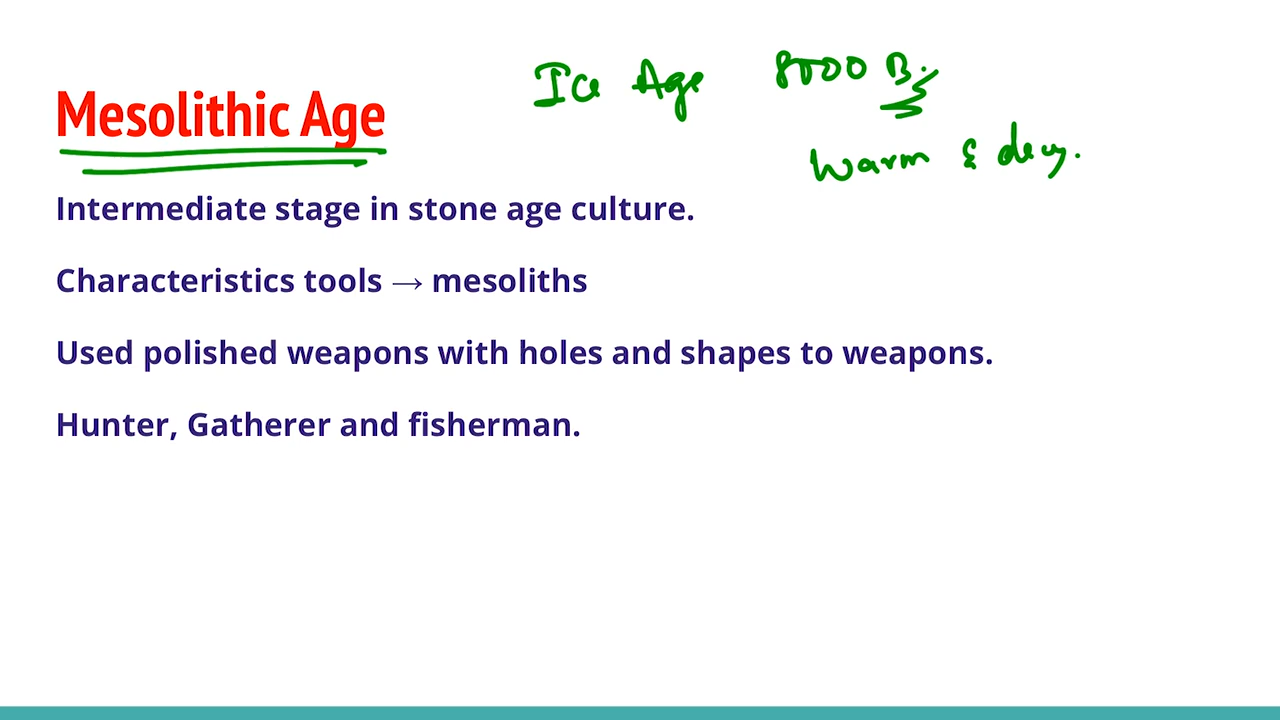 Ice Age 8000 B.C.
Warm & dry.
Mesolithic Age
Intermediate stage in stone age culture.
Characteristics tools → mesoliths
Used polished weapons with holes and shapes to weapons.
Hunter, Gatherer and fisherman.